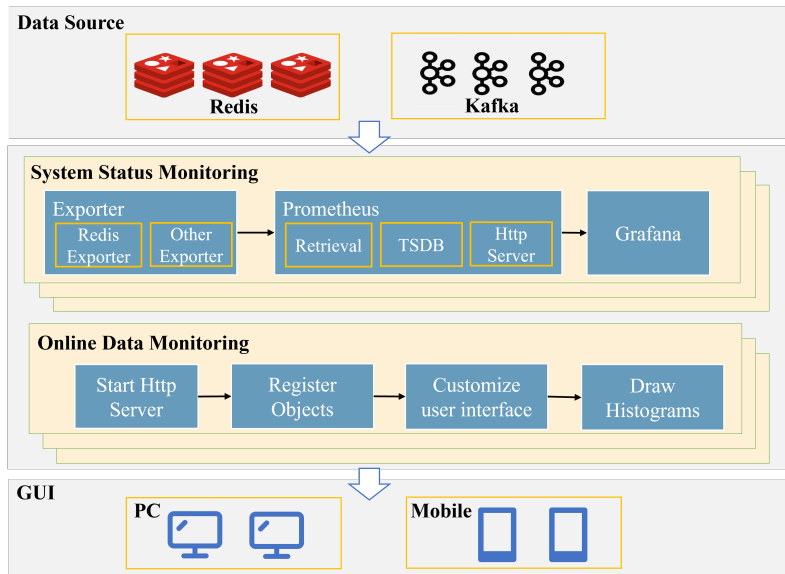 Data Source
Redis
Kafka
System Status Monitoring
Exporter
Redis
Exporter
Other
Exporter
Prometheus
Retrieval
TSDB
Http
Server
Grafana
Online Data Monitoring
Start Http
Server
Register
Objects
Customize
user interface
Draw
Histograms
GUI
PC
Mobile